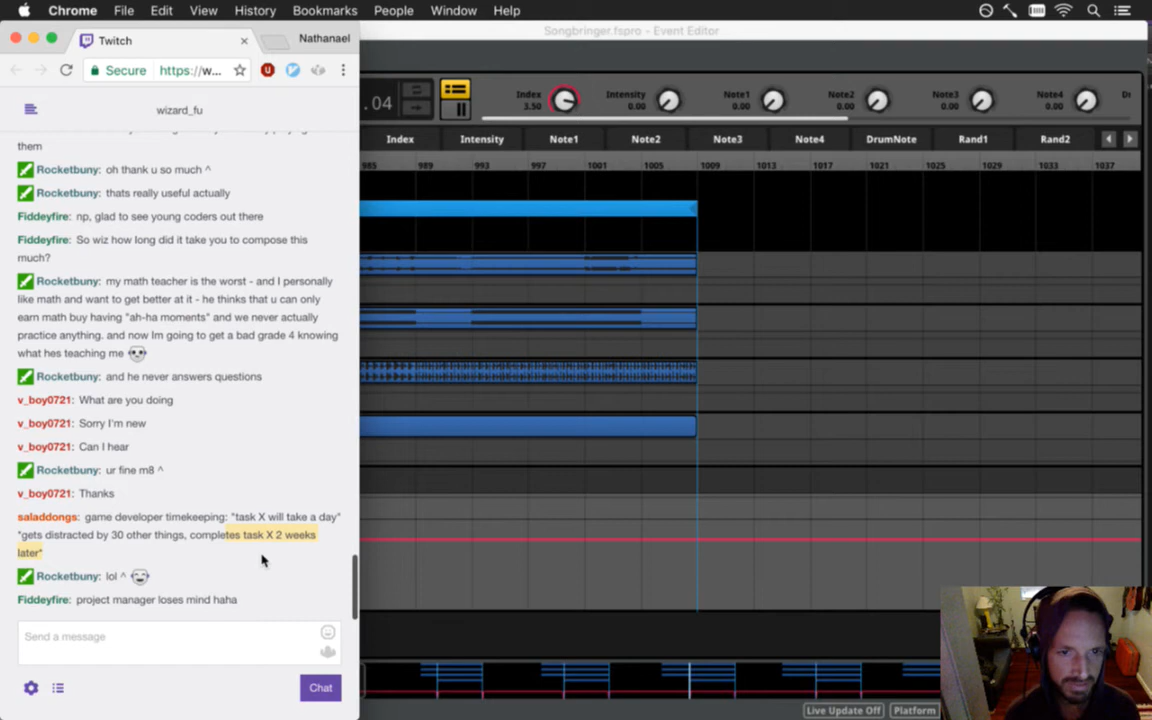 Chrome File Edit View History Bookmarks People Window Help
Songbringer.fspro - Event Editor
Twitch
Nathanael
Secure
https://w...
wizard_fu
them
Rocketbuny: oh thank u so much ^
Rocketbuny: thats really useful actually
Fiddeyfire: np, glad to see young coders out there
Fiddeyfire: So wiz how long did it take you to compose this
much?
Rocketbuny: my math teacher is the worst - and I personally
like math and want to get better at it - he thinks that u can only
earn math buy having "ah-ha moments" and we never actually
practice anything. and now Im going to get a bad grade 4 knowing
what hes teaching me
Rocketbuny: and he never answers questions
v_boy0721: What are you doing
v_boy0721: Sorry I'm new
v_boy0721: Can I hear
Rocketbuny: ur fine m8 ^
v_boy0721: Thanks
saladdongs: game developer timekeeping: "task X will take a day"
*gets distracted by 30 other things, completes task X 2 weeks
later*
Rocketbuny: lol ^
Fiddeyfire: project manager loses mind haha
Send a message
Chat
.04
Index Intensity Note1 Note2 Note3 Note4
3.50 0.00 0.00 0.00 0.00 0.00
Index Intensity Note1 Note2 Note3 Note4 DrumNote Rand1 Rand2
985 989 993 997 1001 1005 1009 1013 1017 1021 1025 1029 1033 1037
Live Update Off
Platform